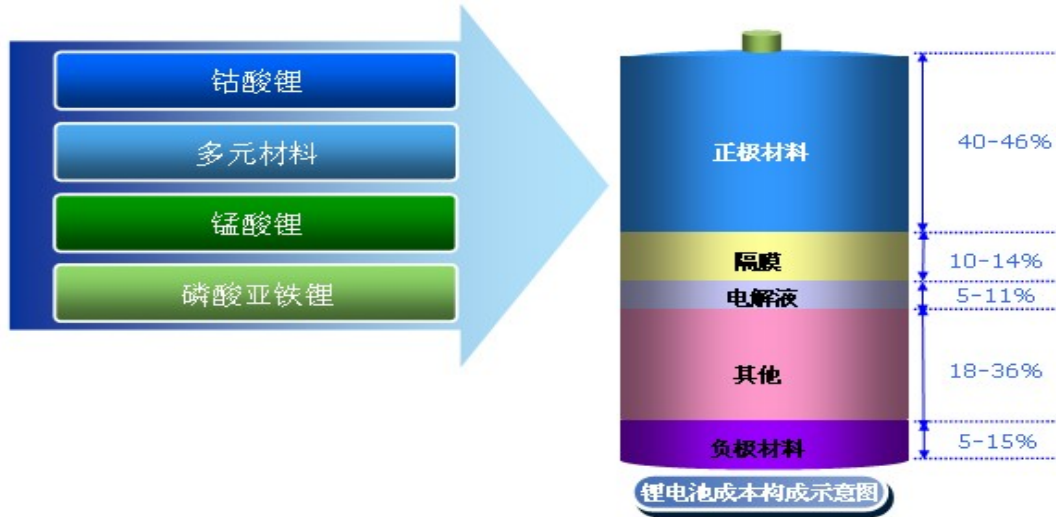 钴酸锂
多元材料
锰酸锂
磷酸亚铁锂
正极材料
40-46%
隔膜
10-14%
电解液
5-11%
其他
18-36%
负极材料
5-15%
锂电池成本构成示意图